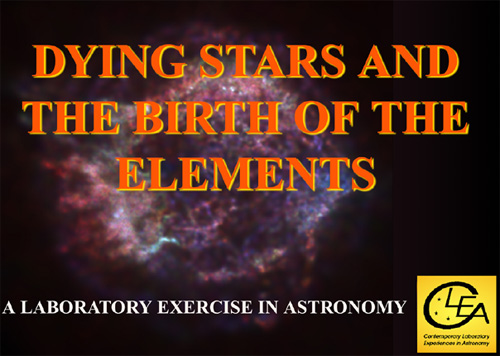 DYING STARS AND
THE BIRTH OF THE
ELEMENTS
A LABORATORY EXERCISE IN ASTRONOMY
CLEA
Contemporary Laboratory
Experiences in Astronomy